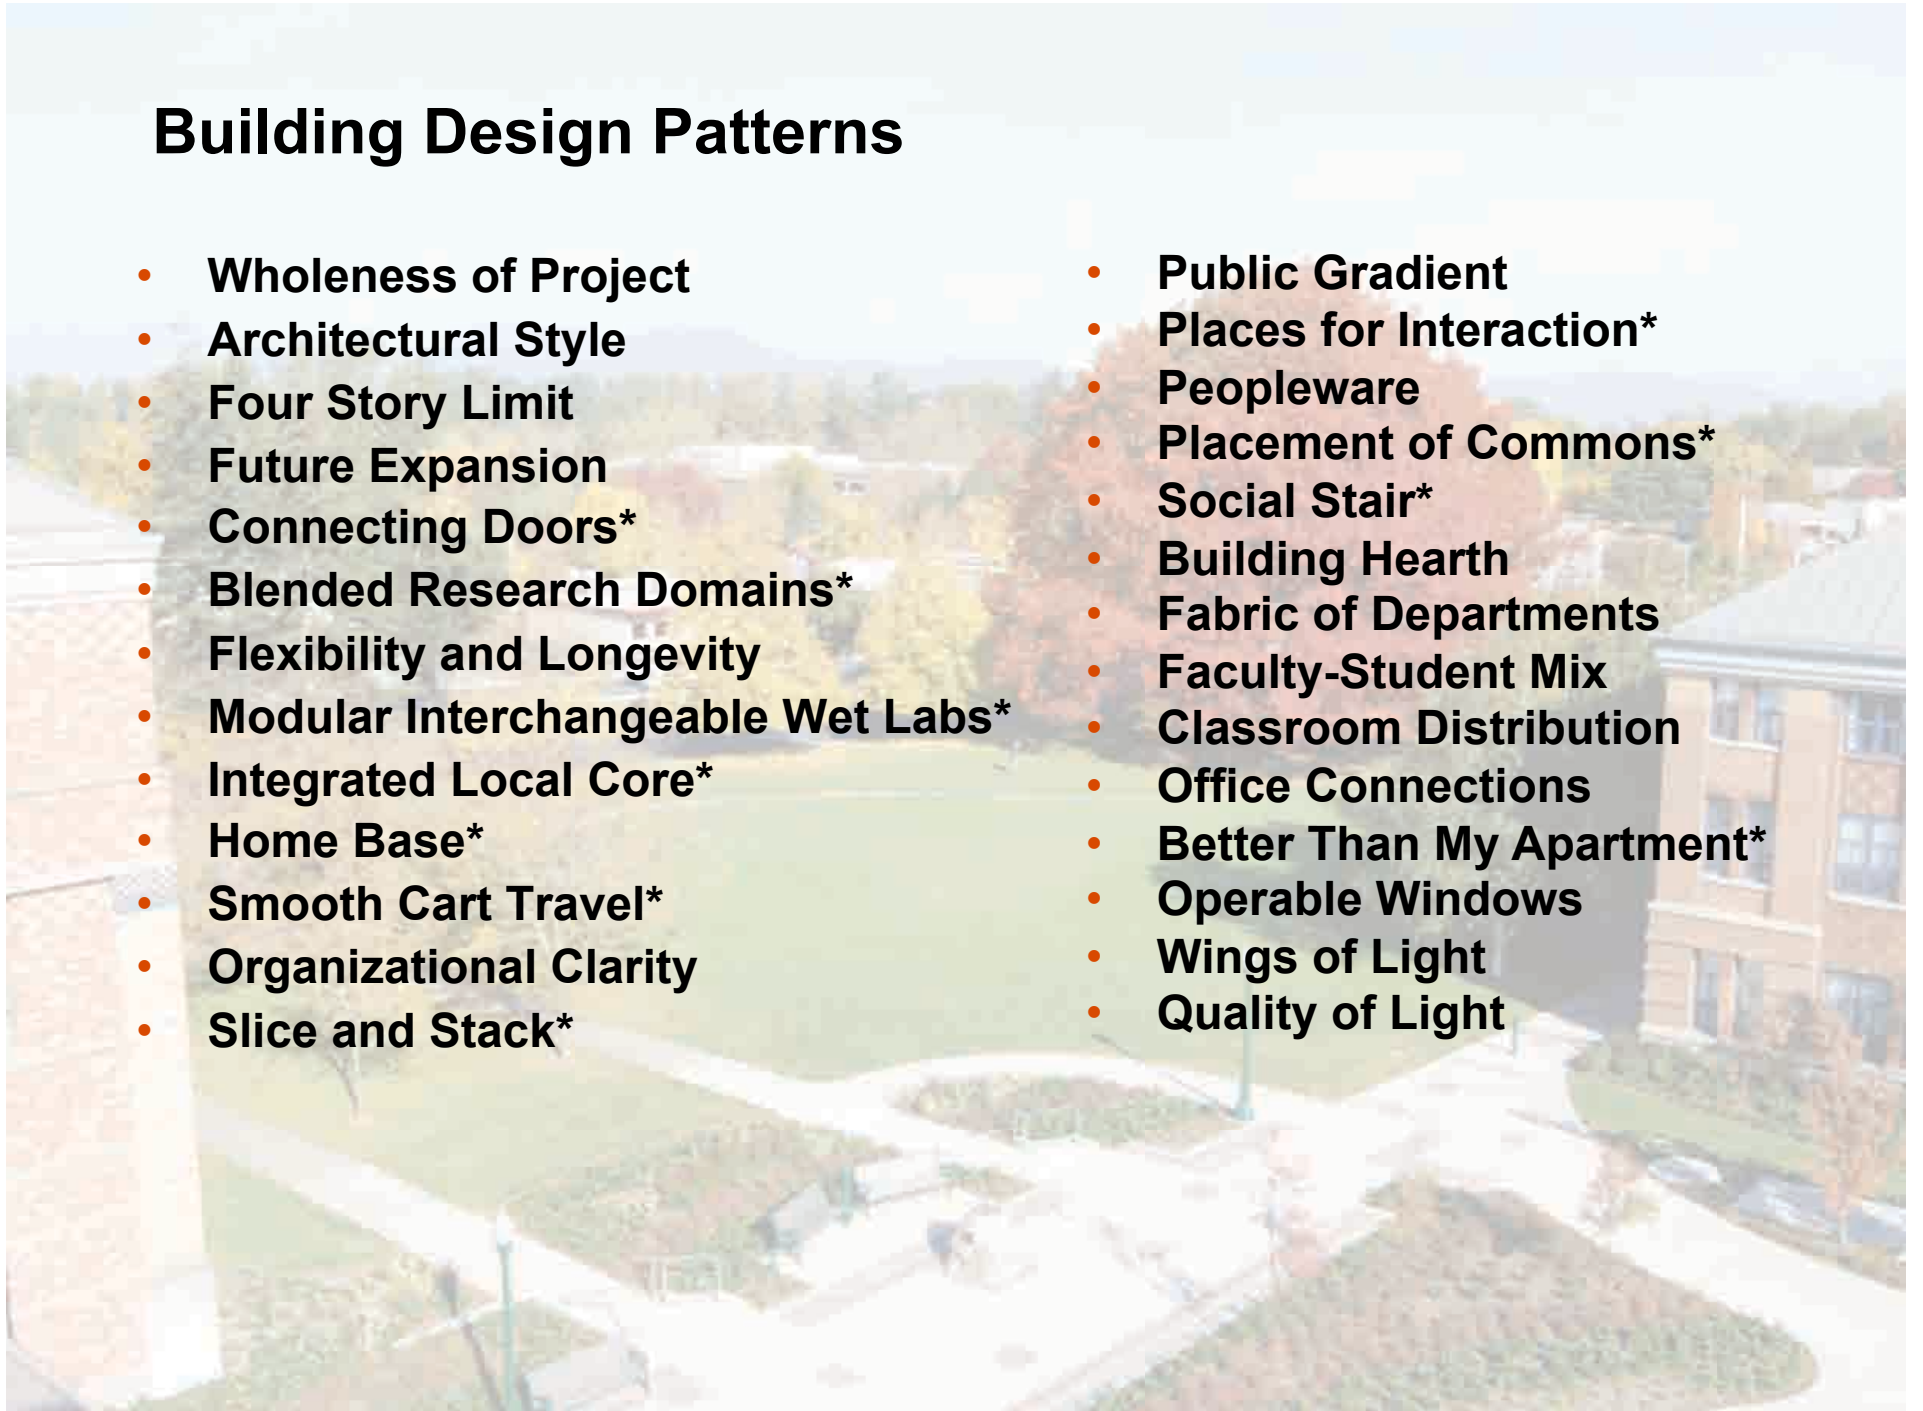 Building Design Patterns
• Wholeness of Project
• Architectural Style
• Four Story Limit
• Future Expansion
• Connecting Doors*
• Blended Research Domains*
• Flexibility and Longevity
• Modular Interchangeable Wet Labs*
• Integrated Local Core*
• Home Base*
• Smooth Cart Travel*
• Organizational Clarity
• Slice and Stack*
• Public Gradient
• Places for Interaction*
• Peopleware
• Placement of Commons*
• Social Stair*
• Building Hearth
• Fabric of Departments
• Faculty-Student Mix
• Classroom Distribution
• Office Connections
• Better Than My Apartment*
• Operable Windows
• Wings of Light
• Quality of Light